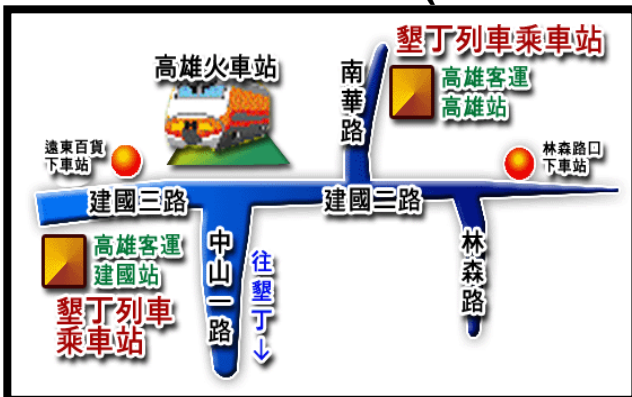 墾丁列車乘車站
高雄火車站
南華路
高雄客運
高雄站
遠東百貨
下車站
林森路口
下車站
建國三路
建國二路
高雄客運
建國站
中山一路
往墾丁↓
林森路
墾丁列車
乘車站